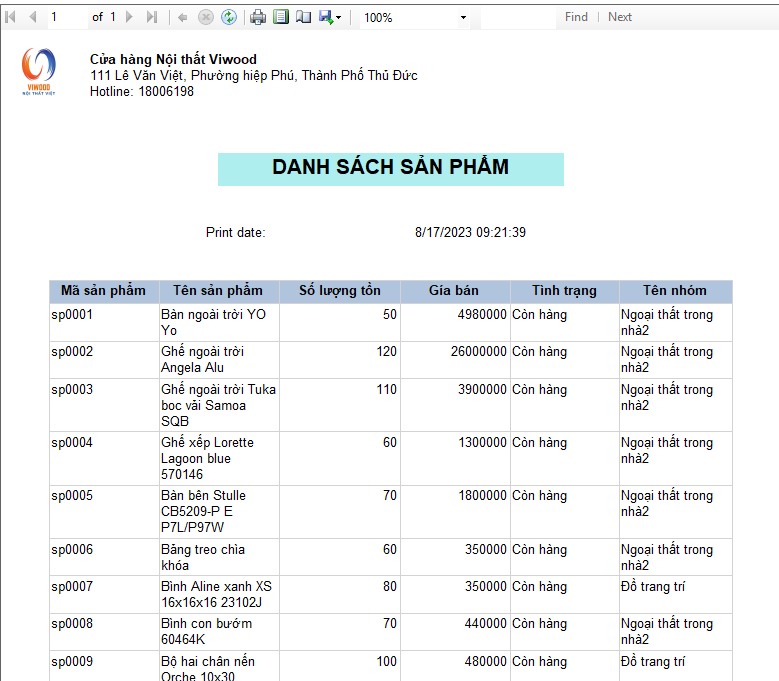 1 of 1 100% Find Next
VIWOOD
NỘI THẤT VIỆT
Cửa hàng Nội thất Viwood
111 Lê Văn Việt, Phường hiệp Phú, Thành Phố Thủ Đức
Hotline: 18006198
DANH SÁCH SẢN PHẨM
Print date: 8/17/2023 09:21:39
Mã sản phẩm Tên sản phẩm Số lượng tồn Gía bán Tình trạng Tên nhóm
sp0001 Bàn ngoài trời YO 50 4980000 Còn hàng Ngoại thất trong
Yo nhà2
sp0002 Ghế ngoài trời 120 26000000 Còn hàng Ngoại thất trong
Angela Alu nhà2
sp0003 Ghế ngoài trời Tuka 110 3900000 Còn hàng Ngoại thất trong
boc vải Samoa nhà2
SQB
sp0004 Ghế xếp Lorette 60 1300000 Còn hàng Ngoại thất trong
Lagoon blue nhà2
570146
sp0005 Bàn bên Stulle 70 1800000 Còn hàng Ngoại thất trong
CB5209-P E nhà2
P7L/P97W
sp0006 Bảng treo chìa 60 350000 Còn hàng Ngoại thất trong
khóa nhà2
sp0007 Bình Aline xanh XS 80 350000 Còn hàng Đồ trang trí
16x16x16 23102J
sp0008 Bình con bướm 70 440000 Còn hàng Ngoại thất trong
60464K nhà2
sp0009 Bộ hai chân nến 100 480000 Còn hàng Đồ trang trí
Orche 10x30